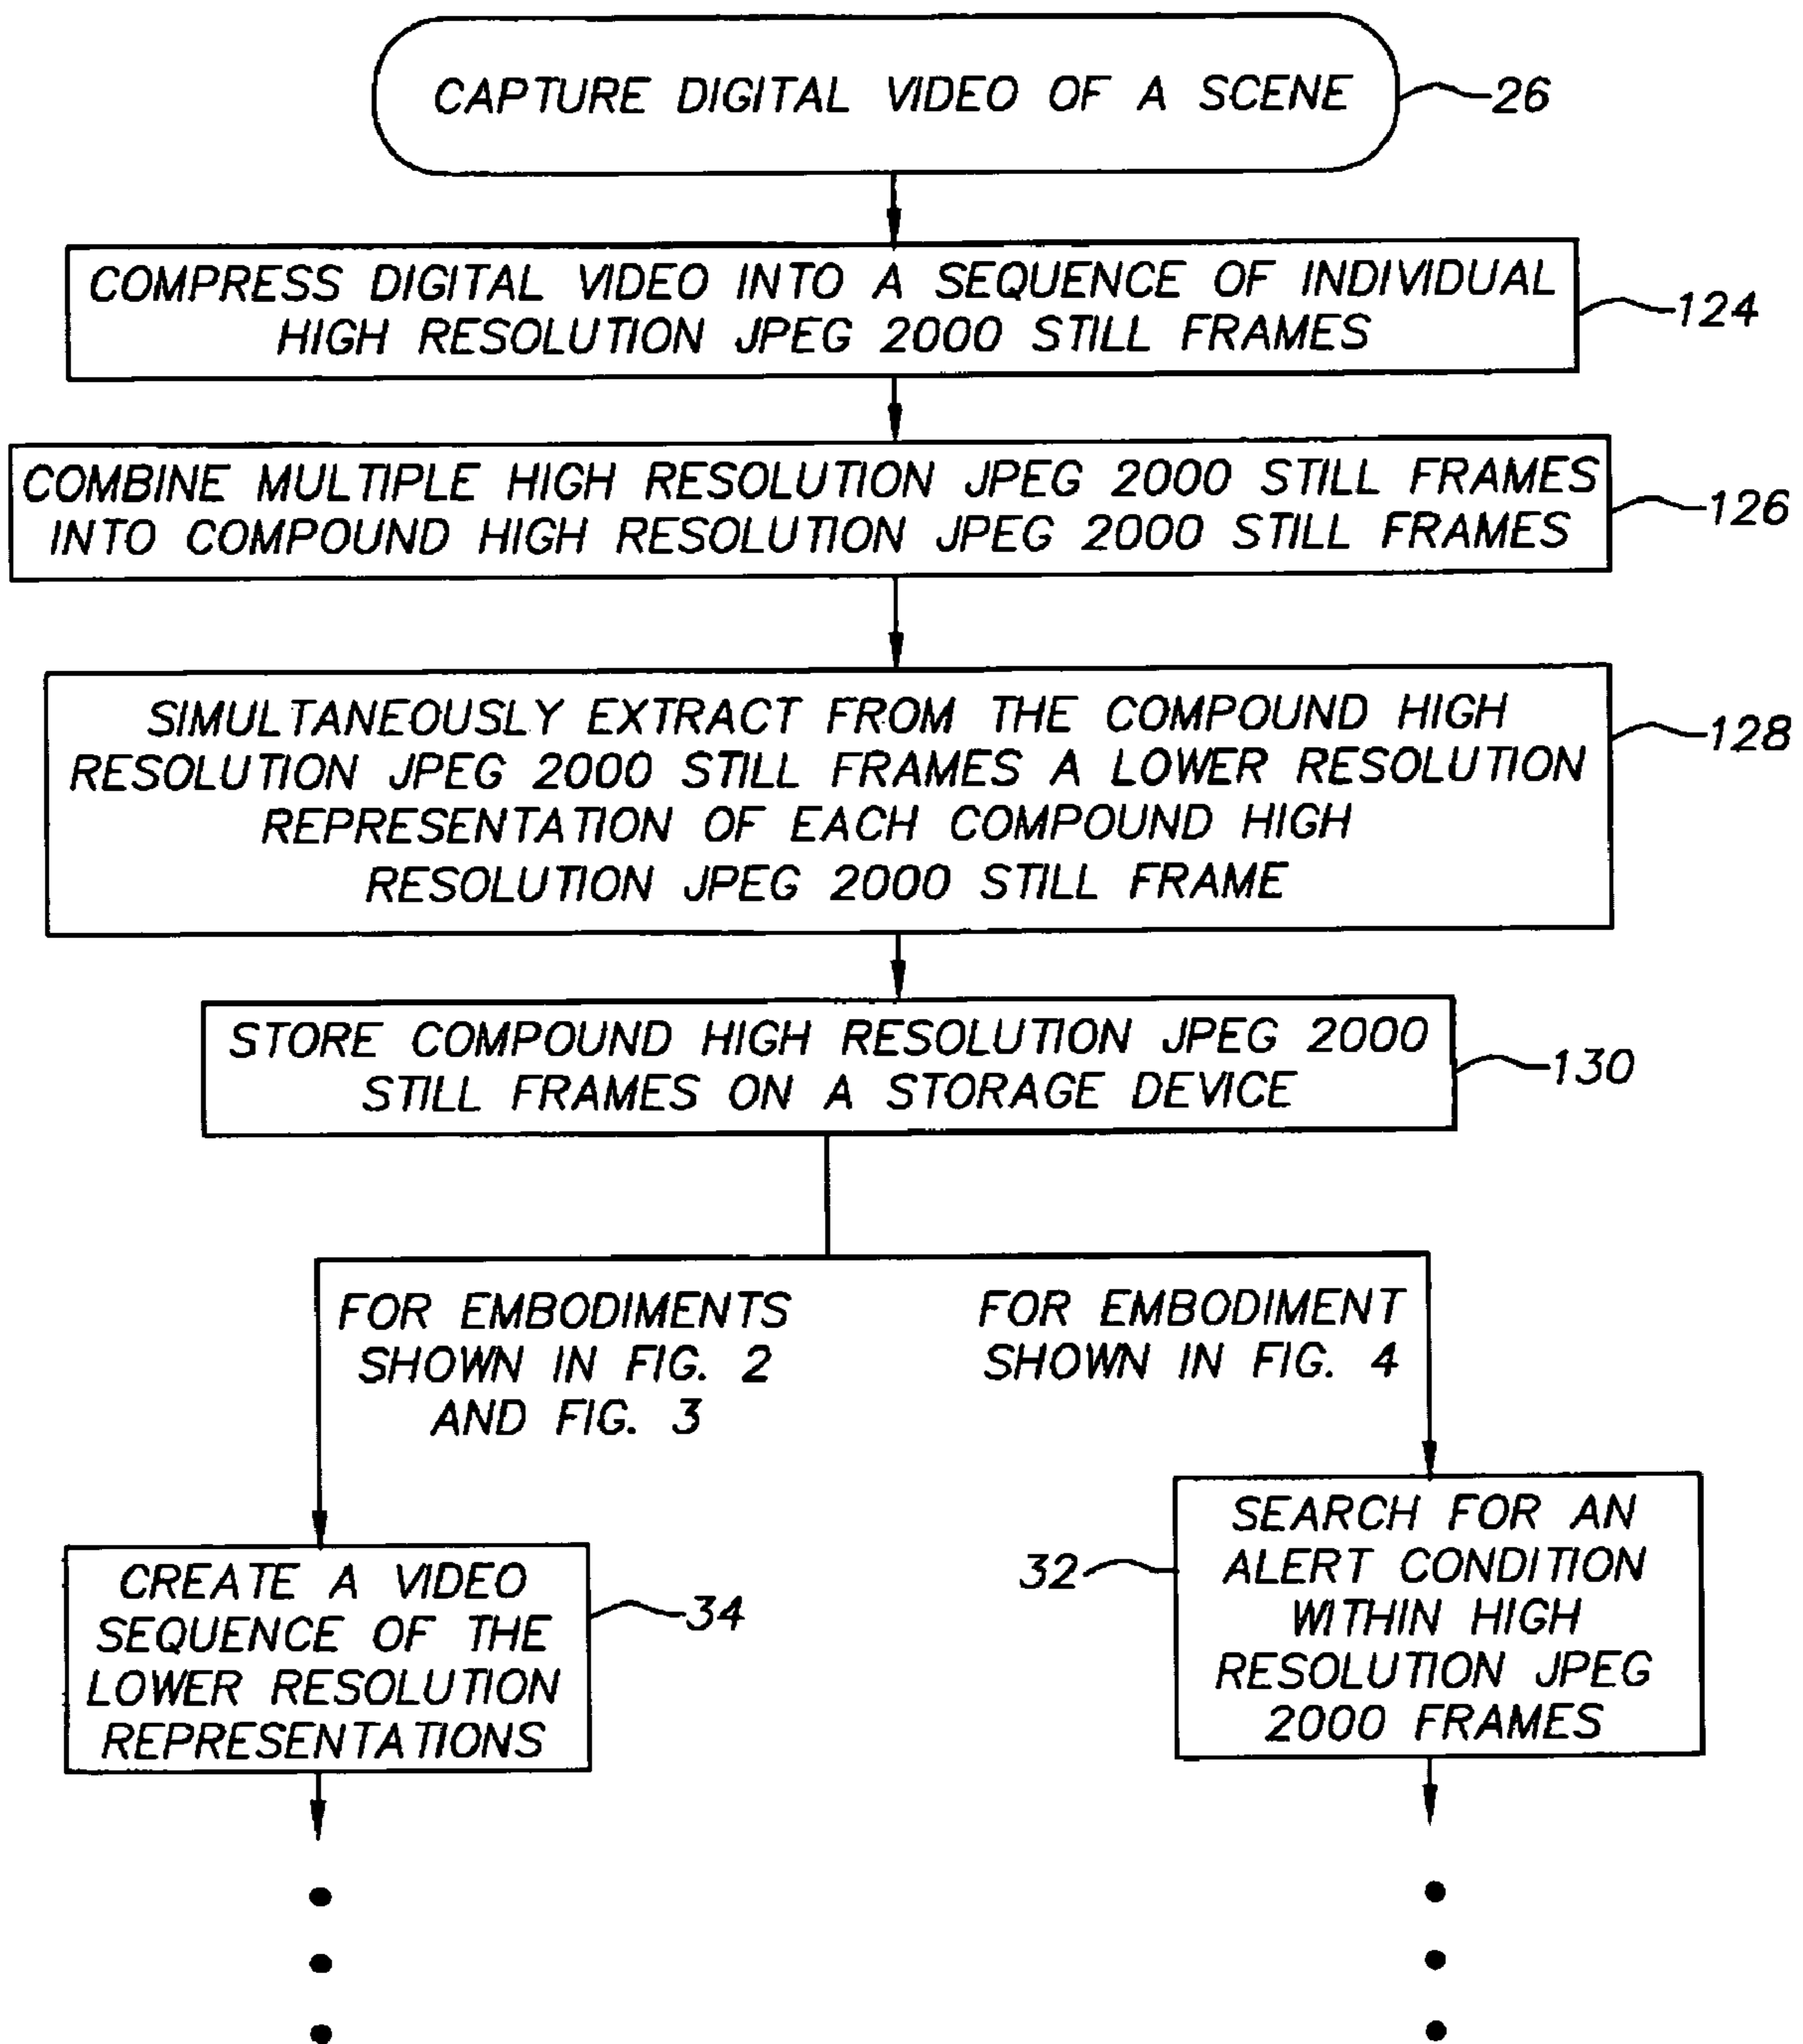 CAPTURE DIGITAL VIDEO OF A SCENE
26
COMPRESS DIGITAL VIDEO INTO A SEQUENCE OF INDIVIDUAL
HIGH RESOLUTION JPEG 2000 STILL FRAMES
124
COMBINE MULTIPLE HIGH RESOLUTION JPEG 2000 STILL FRAMES
INTO COMPOUND HIGH RESOLUTION JPEG 2000 STILL FRAMES
126
SIMULTANEOUSLY EXTRACT FROM THE COMPOUND HIGH
RESOLUTION JPEG 2000 STILL FRAMES A LOWER RESOLUTION
REPRESENTATION OF EACH COMPOUND HIGH
RESOLUTION JPEG 2000 STILL FRAME
128
STORE COMPOUND HIGH RESOLUTION JPEG 2000
STILL FRAMES ON A STORAGE DEVICE
130
FOR EMBODIMENTS
SHOWN IN FIG. 2
AND FIG. 3
FOR EMBODIMENT
SHOWN IN FIG. 4
CREATE A VIDEO
SEQUENCE OF THE
LOWER RESOLUTION
REPRESENTATIONS
34
32
SEARCH FOR AN
ALERT CONDITION
WITHIN HIGH
RESOLUTION JPEG
2000 FRAMES